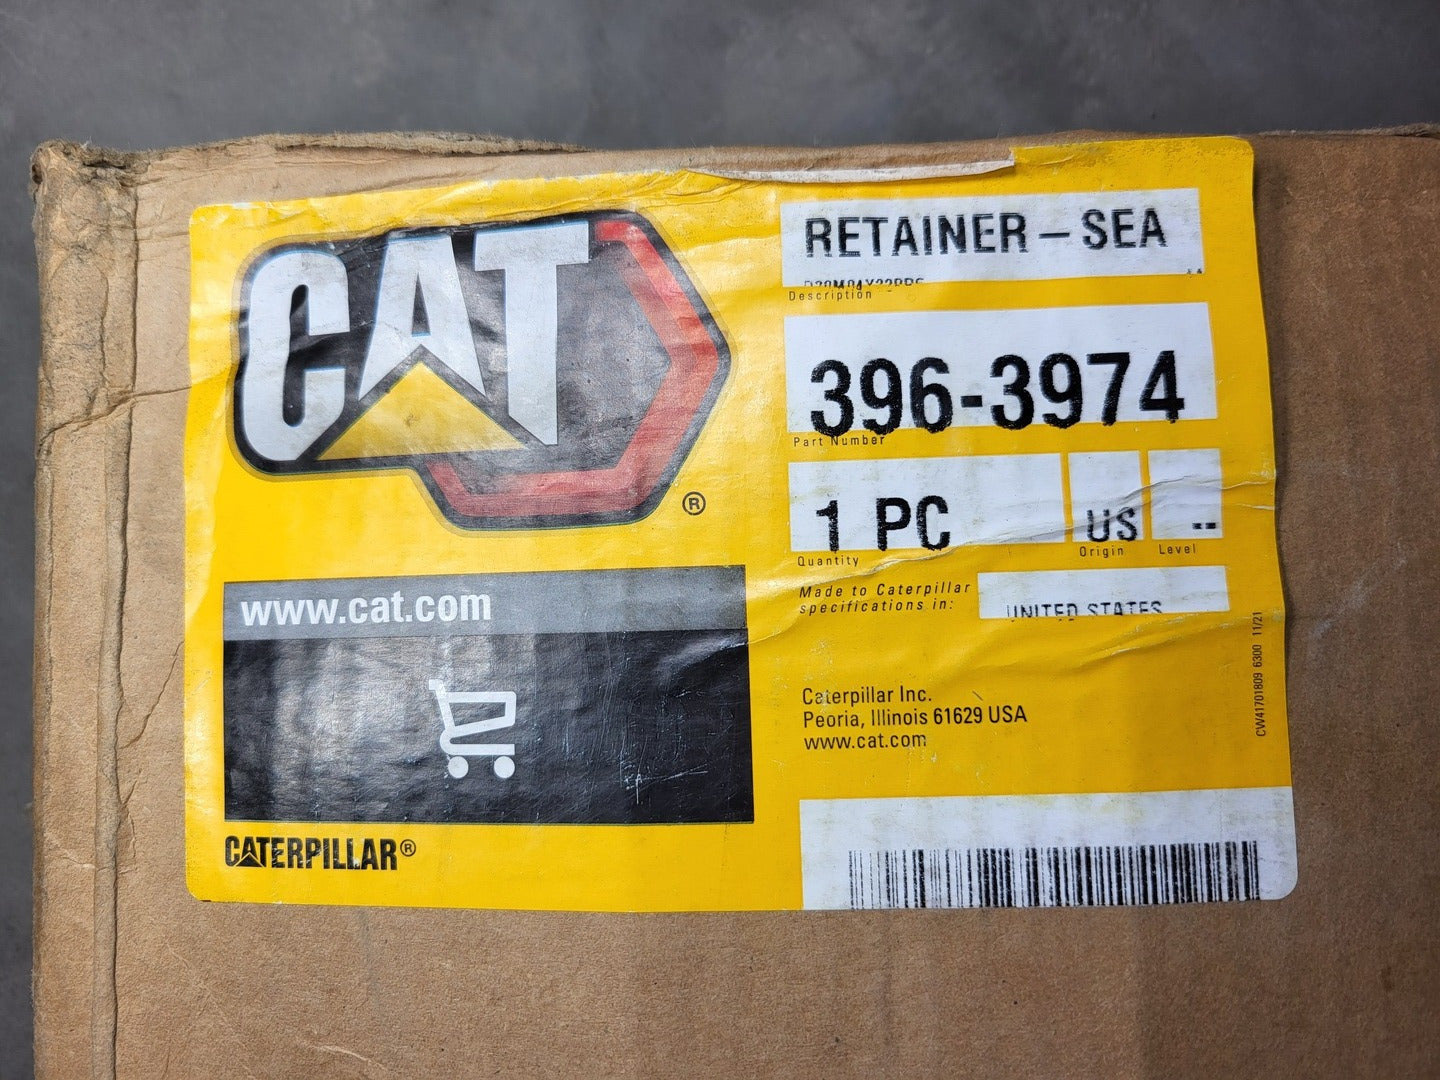 CAT
®
www.cat.com
CATERPILLAR®
RETAINER-SEA
Description
396-3974
Part Number
1 PC
Quantity
US
Origin
--
Level
Made to Caterpillar
specifications in:
UNITED STATES
Caterpillar Inc.
Peoria, Illinois 61629 USA
www.cat.com
CW41701809 6300 11/21